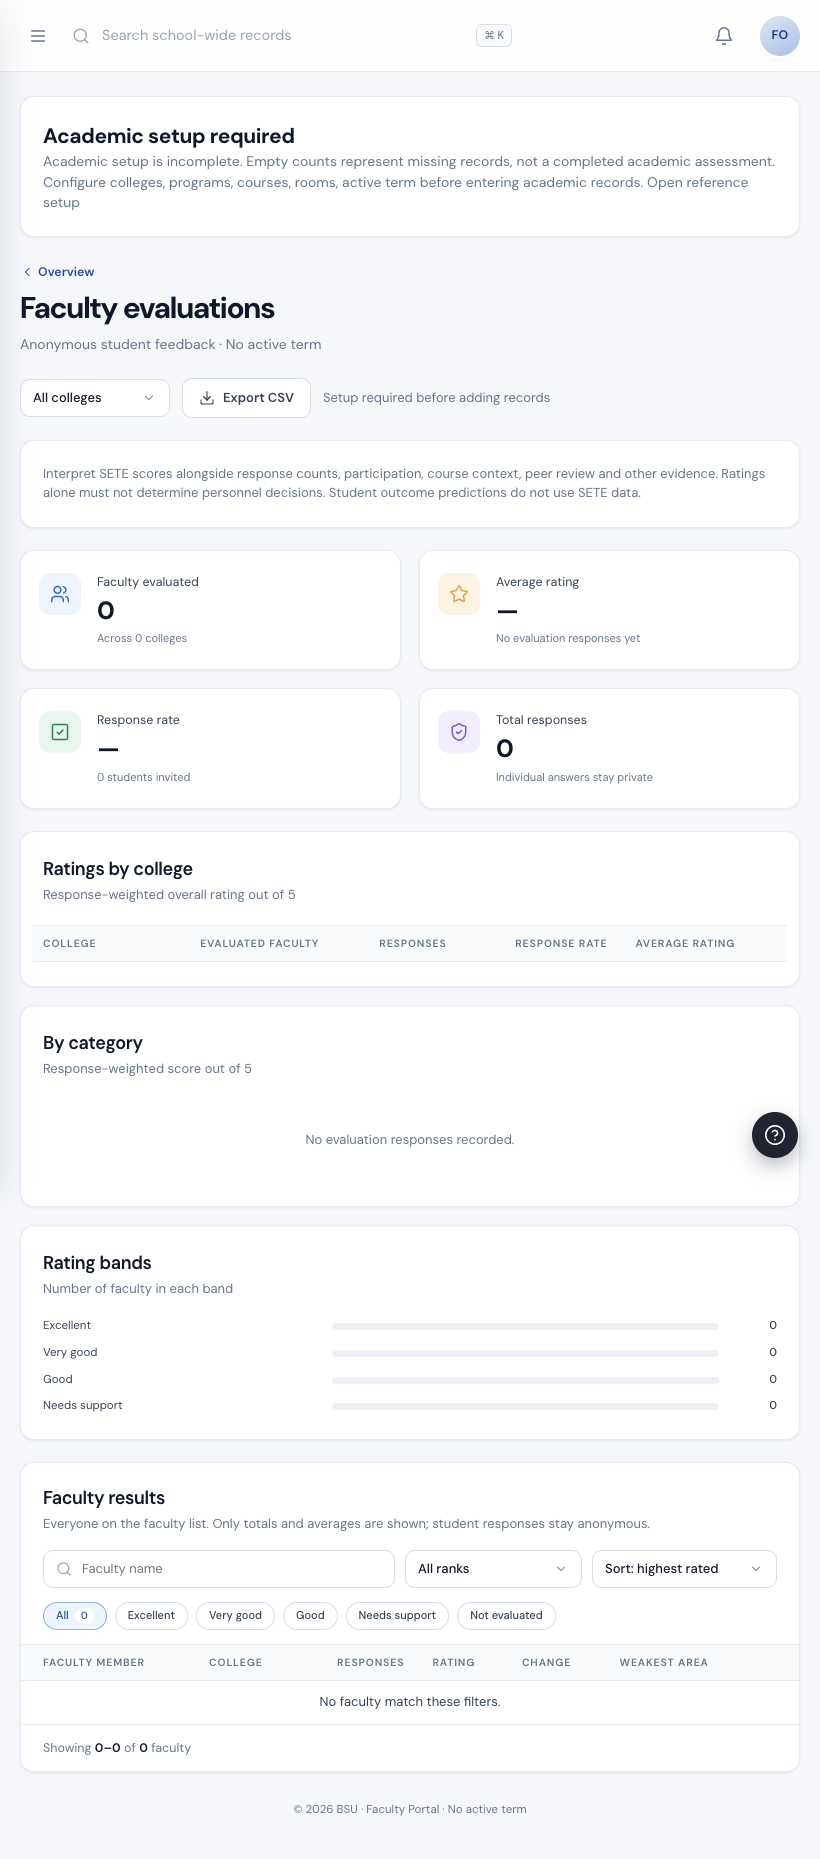 Search school-wide records
⌘ K
FO
Academic setup required
Academic setup is incomplete. Empty counts represent missing records, not a completed academic assessment.
Configure colleges, programs, courses, rooms, active term before entering academic records. Open reference
setup
Overview
Faculty evaluations
Anonymous student feedback · No active term
All colleges
Export CSV
Setup required before adding records
Interpret SETE scores alongside response counts, participation, course context, peer review and other evidence. Ratings
alone must not determine personnel decisions. Student outcome predictions do not use SETE data.
Faculty evaluated
0
Across 0 colleges
Average rating
—
No evaluation responses yet
Response rate
—
0 students invited
Total responses
0
Individual answers stay private
Ratings by college
Response-weighted overall rating out of 5
COLLEGE EVALUATED FACULTY RESPONSES RESPONSE RATE AVERAGE RATING
By category
Response-weighted score out of 5
No evaluation responses recorded.
Rating bands
Number of faculty in each band
Excellent 0
Very good 0
Good 0
Needs support 0
Faculty results
Everyone on the faculty list. Only totals and averages are shown; student responses stay anonymous.
Faculty name
All ranks
Sort: highest rated
All 0 Excellent Very good Good Needs support Not evaluated
FACULTY MEMBER COLLEGE RESPONSES RATING CHANGE WEAKEST AREA
No faculty match these filters.
Showing 0–0 of 0 faculty
© 2026 BSU · Faculty Portal · No active term